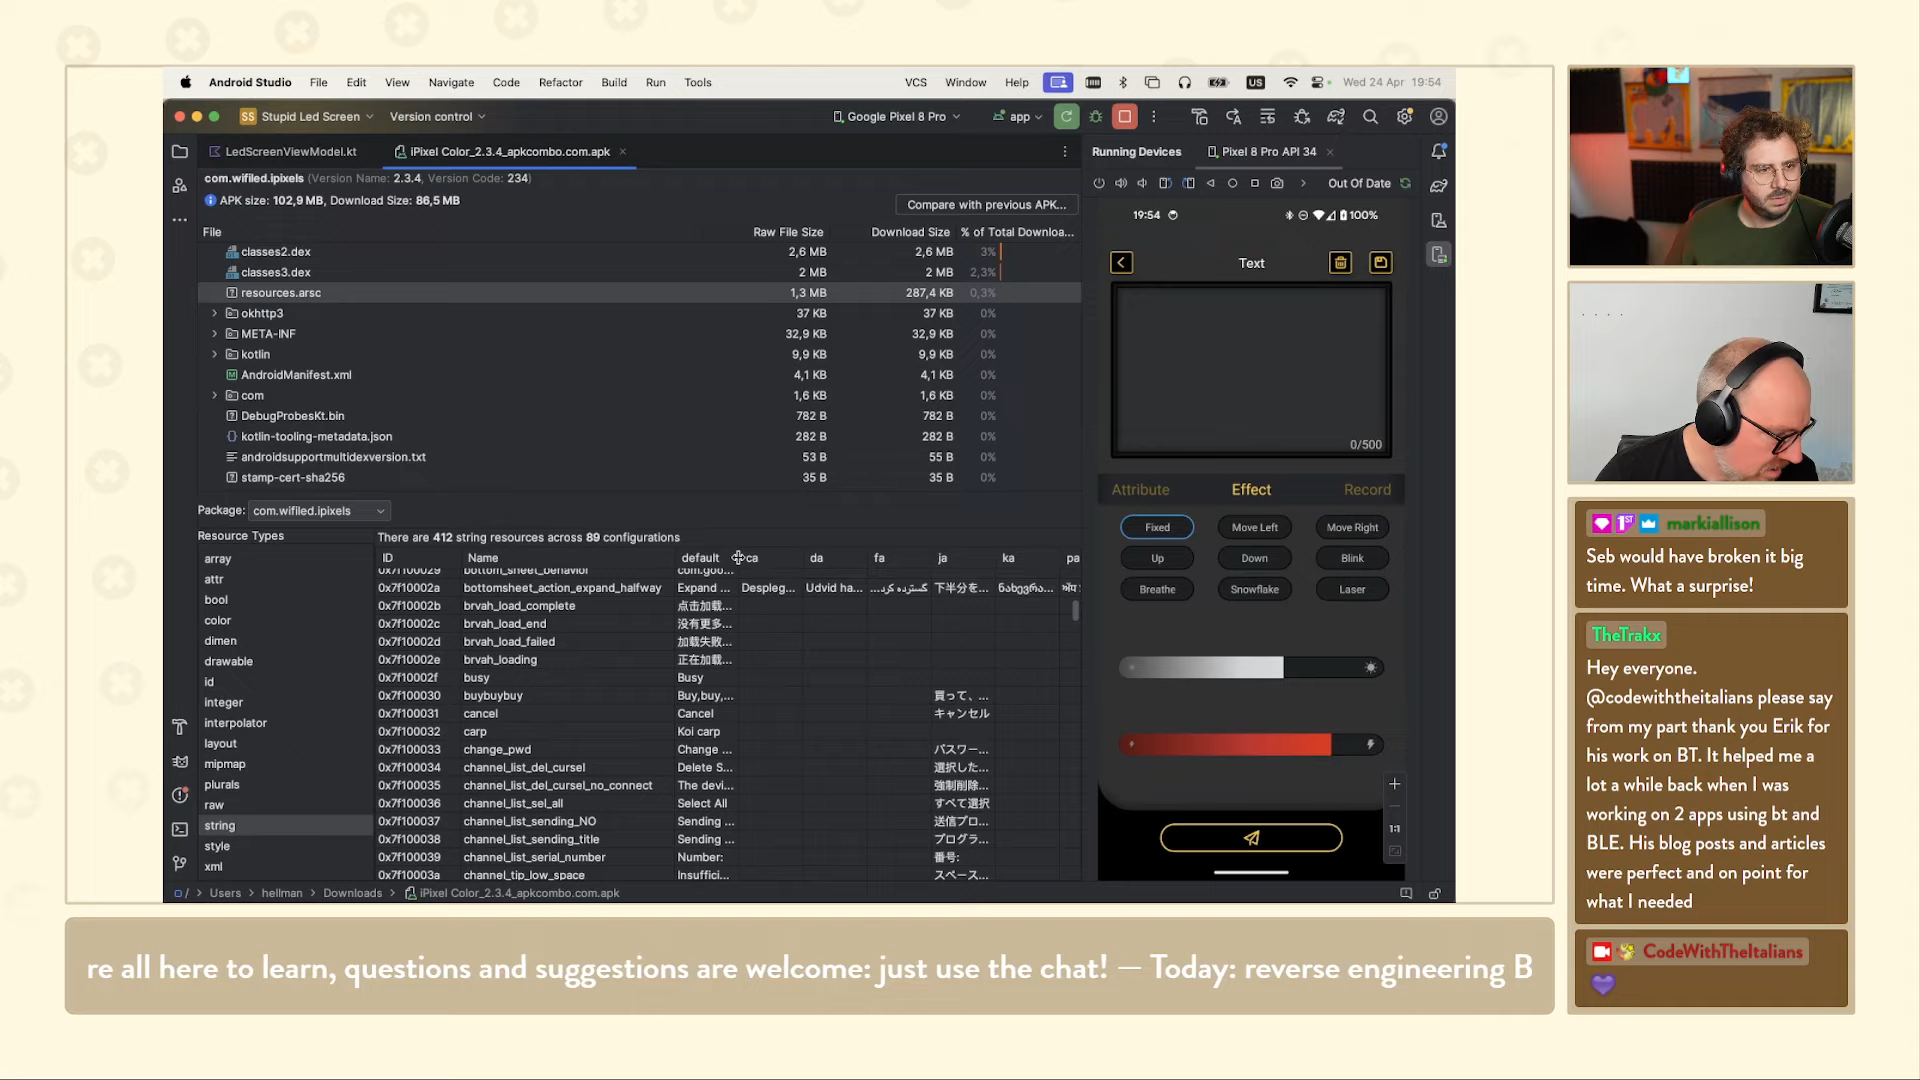 Android Studio File Edit View Navigate Code Refactor Build Run Tools VCS Window Help US Wed 24 Apr 19:54
SS Stupid Led Screen Version control Google Pixel 8 Pro app
LedScreenViewModel.kt iPixel Color_2.3.4_apkcombo.com.apk
com.wifiled.ipixels (Version Name: 2.3.4, Version Code: 234)
APK size: 102,9 MB, Download Size: 86,5 MB
Compare with previous APK...
File Raw File Size Download Size % of Total Downloa...
classes2.dex 2,6 MB 2,6 MB 3%
classes3.dex 2 MB 2 MB 2,3%
resources.arsc 1,3 MB 287,4 KB 0,3%
okhttp3 37 KB 37 KB 0%
META-INF 32,9 KB 32,9 KB 0%
kotlin 9,9 KB 9,9 KB 0%
AndroidManifest.xml 4,1 KB 4,1 KB 0%
com 1,6 KB 1,6 KB 0%
DebugProbesKt.bin 782 B 782 B 0%
kotlin-tooling-metadata.json 282 B 282 B 0%
androidsupportmultidexversion.txt 53 B 55 B 0%
stamp-cert-sha256 35 B 35 B 0%
Package: com.wifiled.ipixels
Resource Types
array
attr
bool
color
dimen
drawable
id
integer
interpolator
layout
mipmap
plurals
raw
string
style
xml
There are 412 string resources across 89 configurations
ID Name default ca da fa ja ka pa
0x7f100029 bottom_sheet_behavior com.goo...
0x7f10002a bottomsheet_action_expand_halfway Expand ... Despleg... Udvid ha... گسترده کرد... 下半分を... ნახევრა...
0x7f10002b brvah_load_complete 点击加载...
0x7f10002c brvah_load_end 没有更多...
0x7f10002d brvah_load_failed 加载失败...
0x7f10002e brvah_loading 正在加载...
0x7f10002f busy Busy
0x7f100030 buybuybuy Buy,buy,... 買って、...
0x7f100031 cancel Cancel キャンセル
0x7f100032 carp Koi carp
0x7f100033 change_pwd Change ... パスワー...
0x7f100034 channel_list_del_cursel Delete S... 選択した...
0x7f100035 channel_list_del_cursel_no_connect The devi... 強制削除...
0x7f100036 channel_list_sel_all Select All すべて選択
0x7f100037 channel_list_sending_NO Sending ... 送信プロ...
0x7f100038 channel_list_sending_title Sending ... プログラ...
0x7f100039 channel_list_serial_number Number: 番号:
0x7f10003a channel_tip_low_space Insuffici... スペース...
/ Users hellman Downloads iPixel Color_2.3.4_apkcombo.com.apk
Running Devices Pixel 8 Pro API 34
Out Of Date
19:54 100%
Text
0/500
Attribute Effect Record
Fixed Move Left Move Right
Up Down Blink
Breathe Snowflake Laser
1:1
markiallison
Seb would have broken it big
time. What a surprise!
TheTrakx
Hey everyone.
@codewiththeitalians please say
from my part thank you Erik for
his work on BT. It helped me a
lot a while back when I was
working on 2 apps using bt and
BLE. His blog posts and articles
were perfect and on point for
what I needed
CodeWithTheItalians
re all here to learn, questions and suggestions are welcome: just use the chat! — Today: reverse engineering B